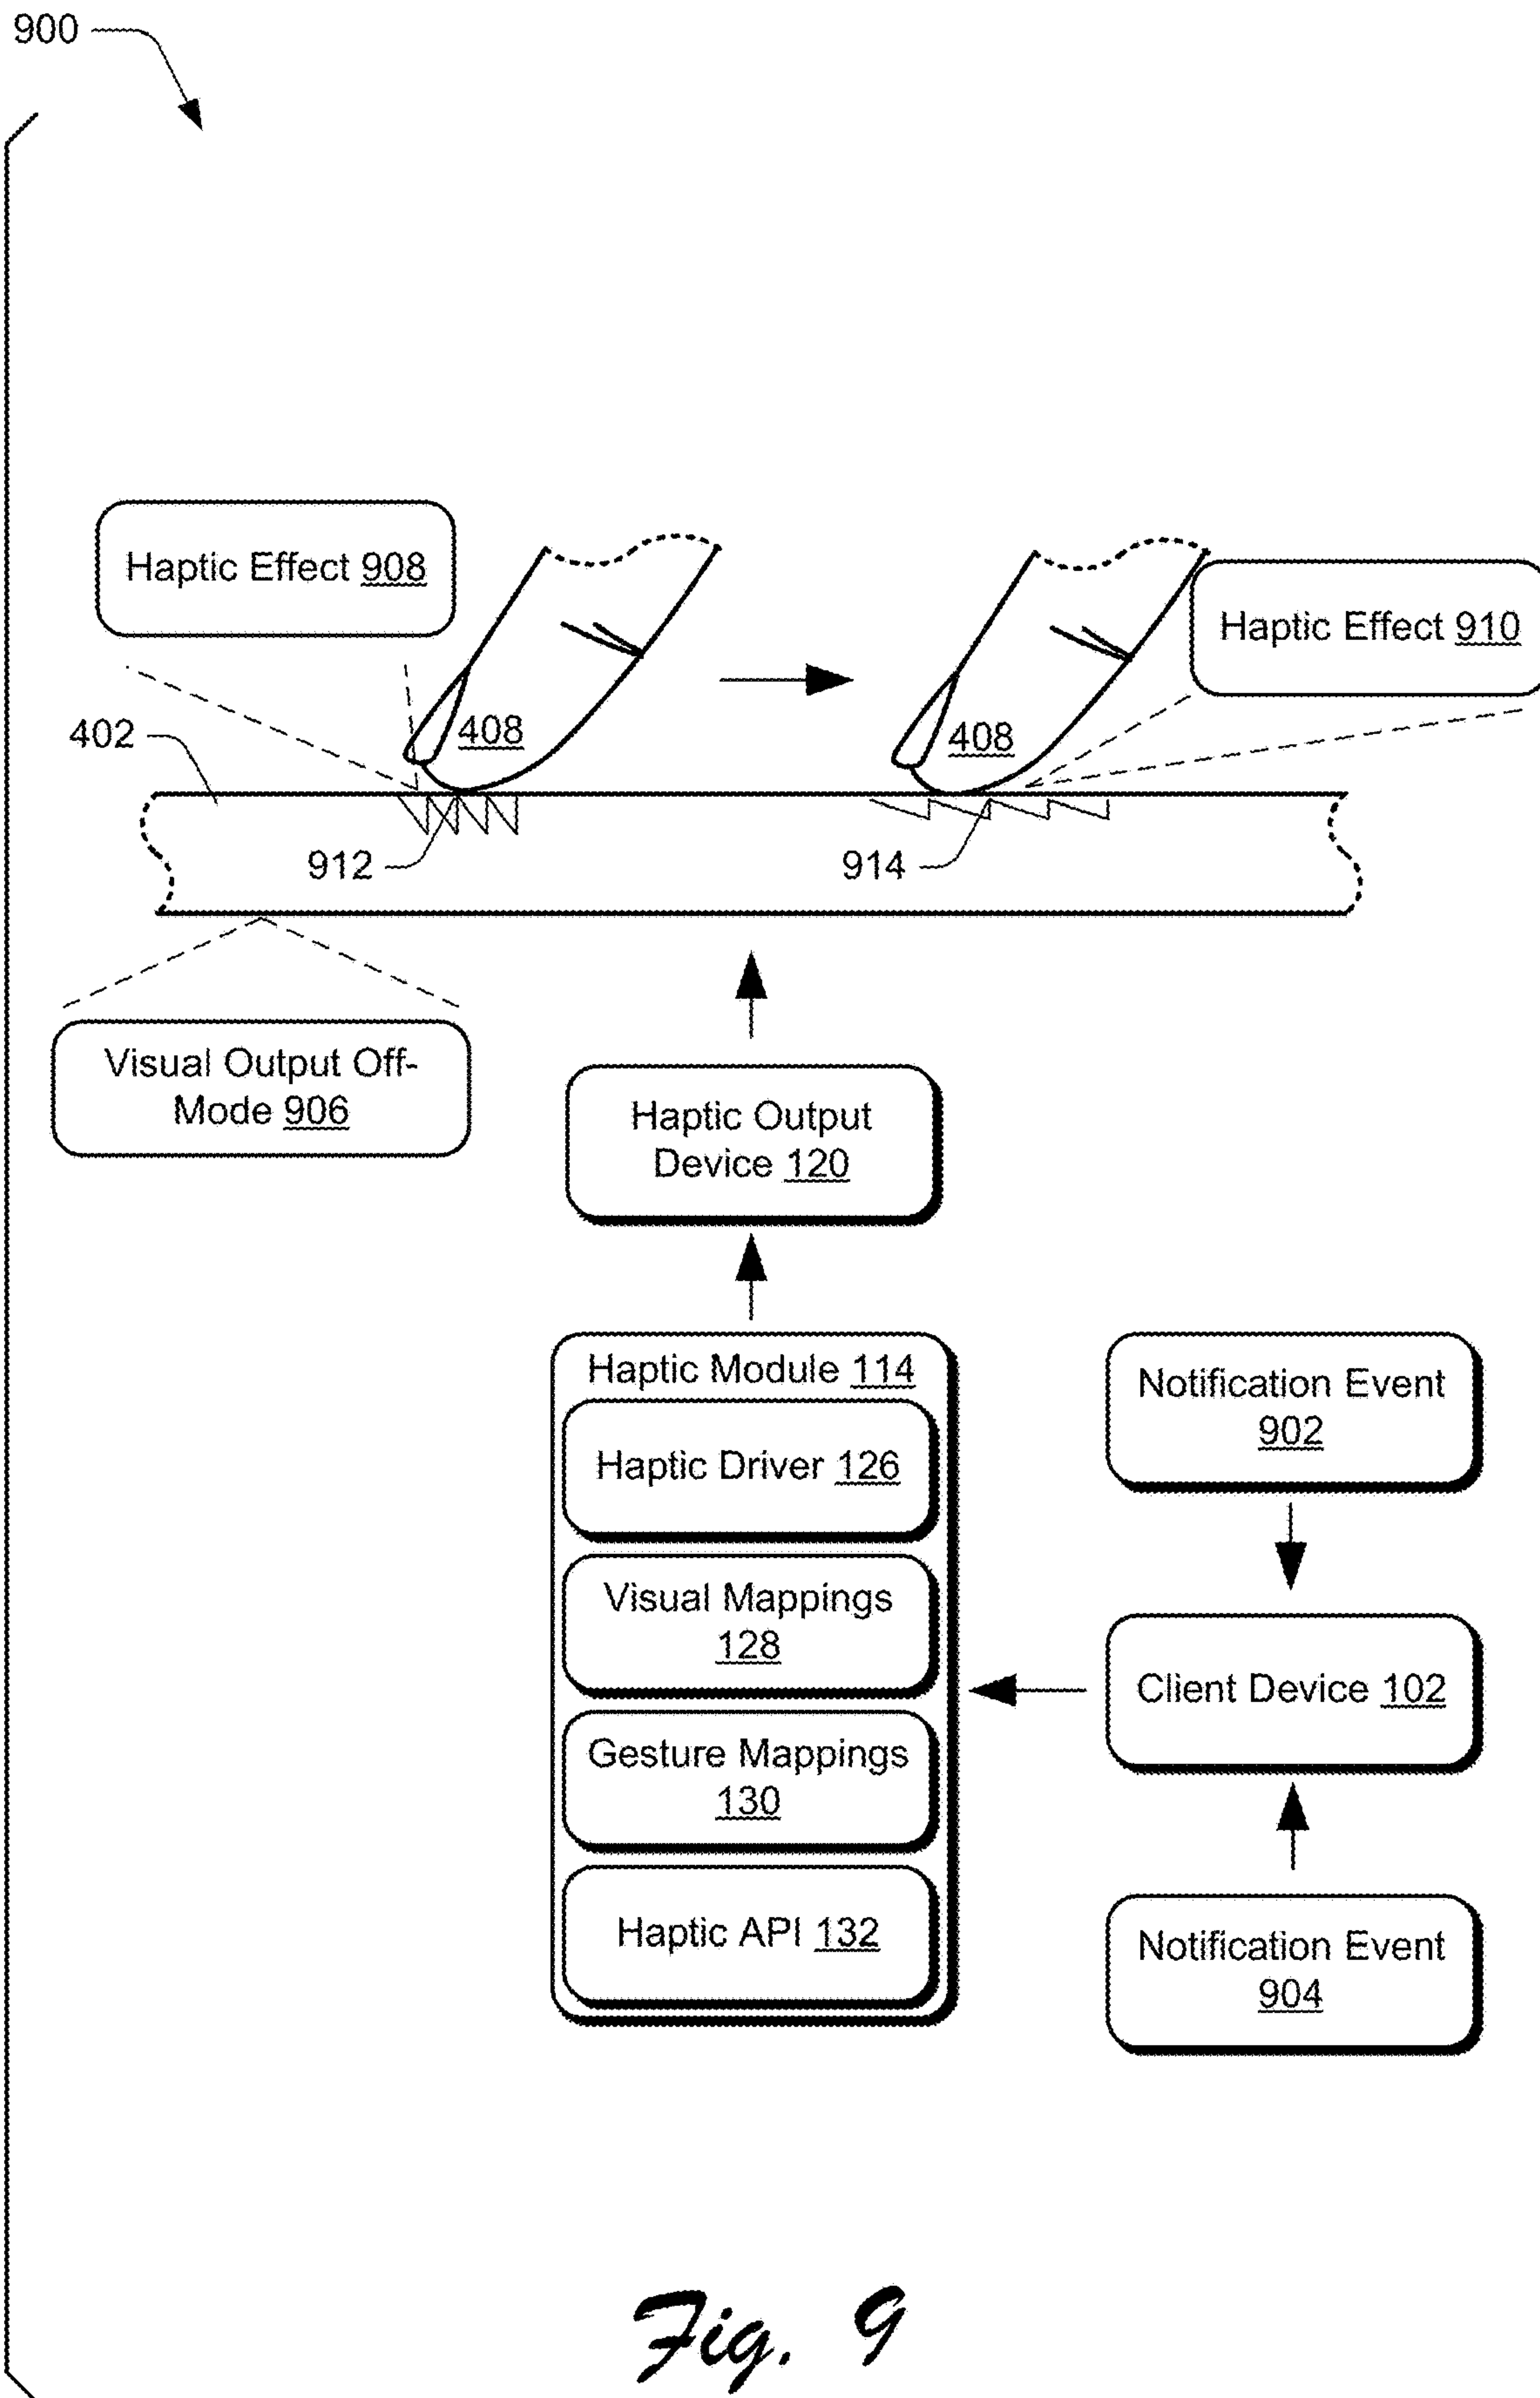 900
Haptic Effect 908
Haptic Effect 910
408
408
402
912
914
Visual Output Off-
Mode 906
Haptic Output
Device 120
Haptic Module 114
Haptic Driver 126
Visual Mappings
128
Gesture Mappings
130
Haptic API 132
Notification Event
902
Client Device 102
Notification Event
904
Fig. 9